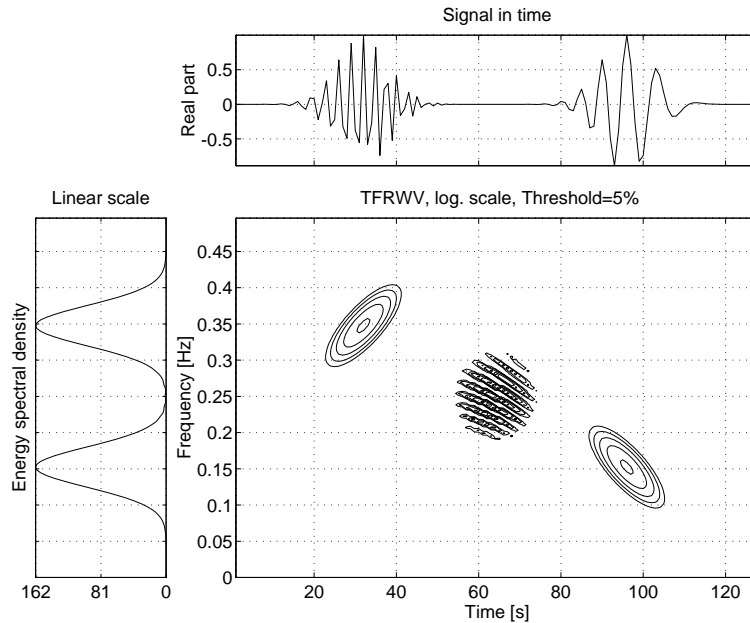 Signal in time
Real part
0.5
0
-0.5
Linear scale
Energy spectral density
162 81 0
TFRWV, log. scale, Threshold=5%
Frequency [Hz]
0.45
0.4
0.35
0.3
0.25
0.2
0.15
0.1
0.05
0
20 40 60 80 100 120
Time [s]